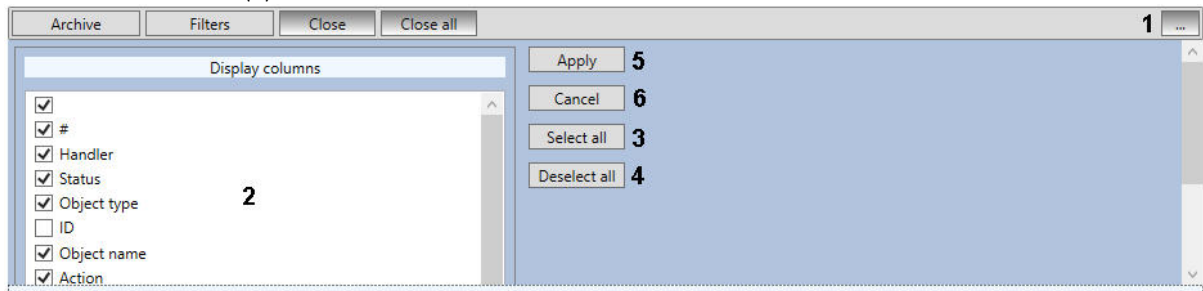 Archive Filters Close Close all 1 ...
Display columns
Apply 5
Cancel 6
Select all 3
Deselect all 4
#
Handler
Status
Object type
2
ID
Object name
Action